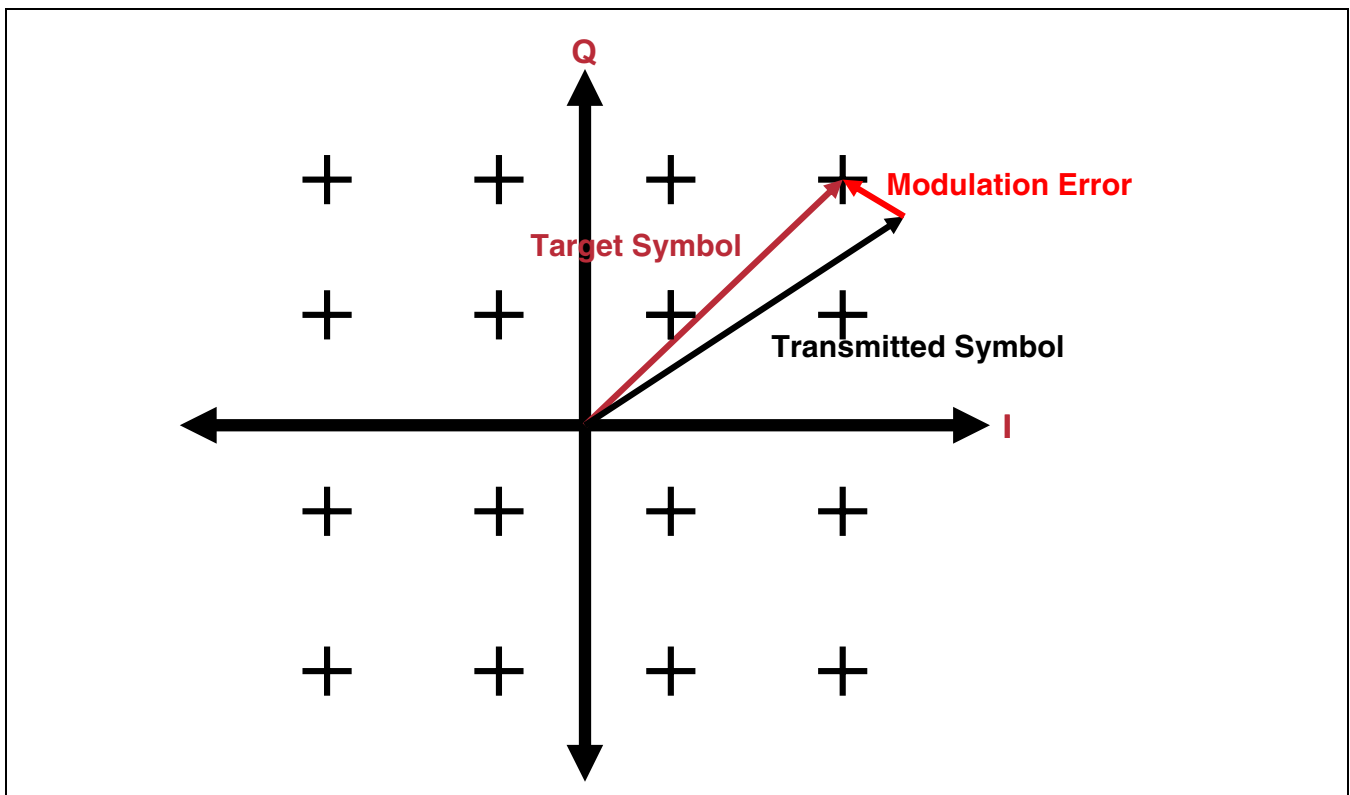 Q
Modulation Error
Target Symbol
Transmitted Symbol
I